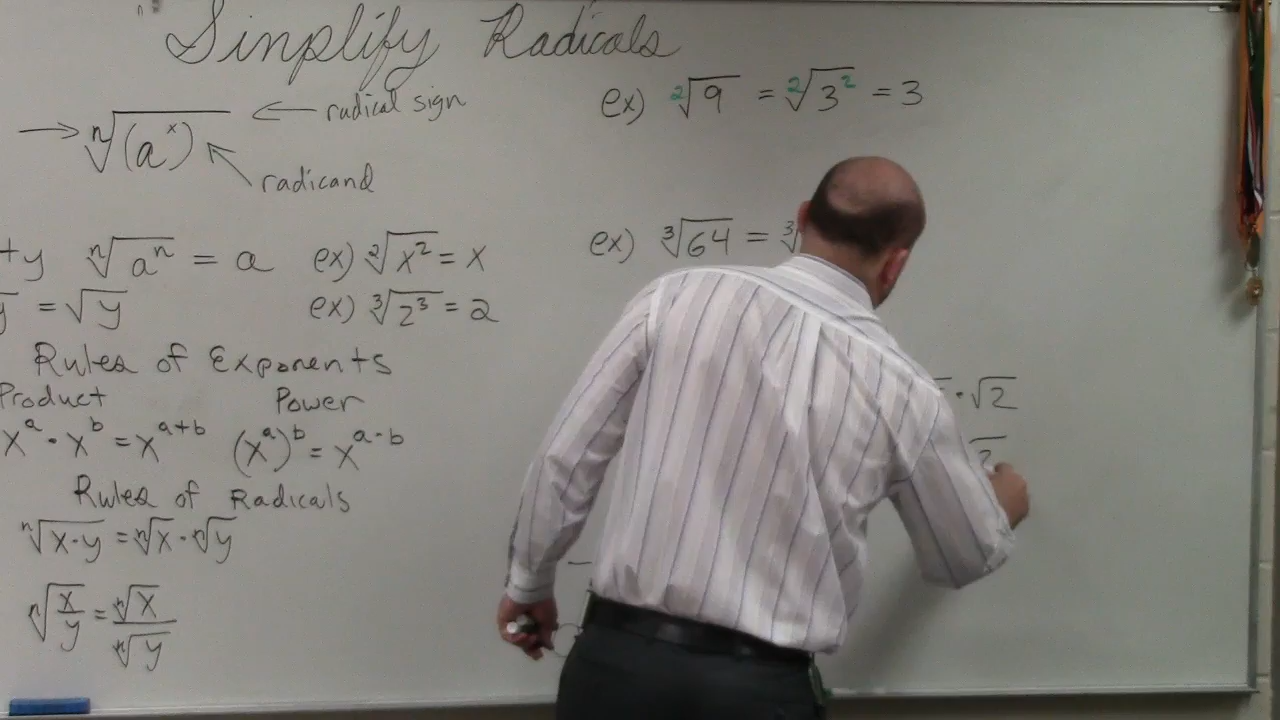 Simplify Radicals
→ ⁿ√(aˣ) ← radical sign
radicand
ty ⁿ√aⁿ = a ex) ²√x² = x
= √y ex) ³√2³ = 2
Rules of Exponents
Product Power
xᵃ · xᵇ = xᵃ⁺ᵇ (xᵃ)ᵇ = x^(a·b)
Rules of Radicals
ⁿ√x·y = ⁿ√x · ⁿ√y
ⁿ√(x/y) = ⁿ√x / ⁿ√y
ex) ²√9 = ²√3² = 3
ex) ³√64 = ³√
· √2